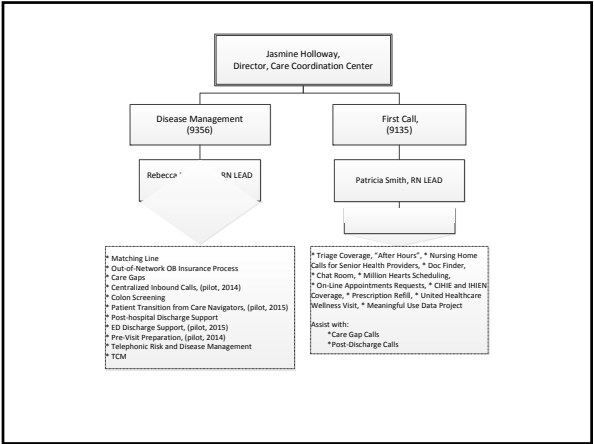 Jasmine Holloway,
Director, Care Coordination Center
Disease Management
(9356)
First Call,
(9135)
Rebecca RN LEAD
Patricia Smith, RN LEAD
* Matching Line
* Out-of-Network OB Insurance Process
* Care Gaps
* Centralized Inbound Calls, (pilot, 2014)
* Colon Screening
* Patient Transition from Care Navigators, (pilot, 2015)
* Post-hospital Discharge Support
* ED Discharge Support, (pilot, 2015)
* Pre-Visit Preparation, (pilot, 2014)
* Telephonic Risk and Disease Management
* TCM
* Triage Coverage, "After Hours", * Nursing Home
Calls for Senior Health Providers, * Doc Finder,
* Chat Room, * Million Hearts Scheduling,
* On-Line Appointments Requests, * CIHIE and IHIEN
Coverage, * Prescription Refill, * United Healthcare
Wellness Visit, * Meaningful Use Data Project
Assist with:
*Care Gap Calls
*Post-Discharge Calls